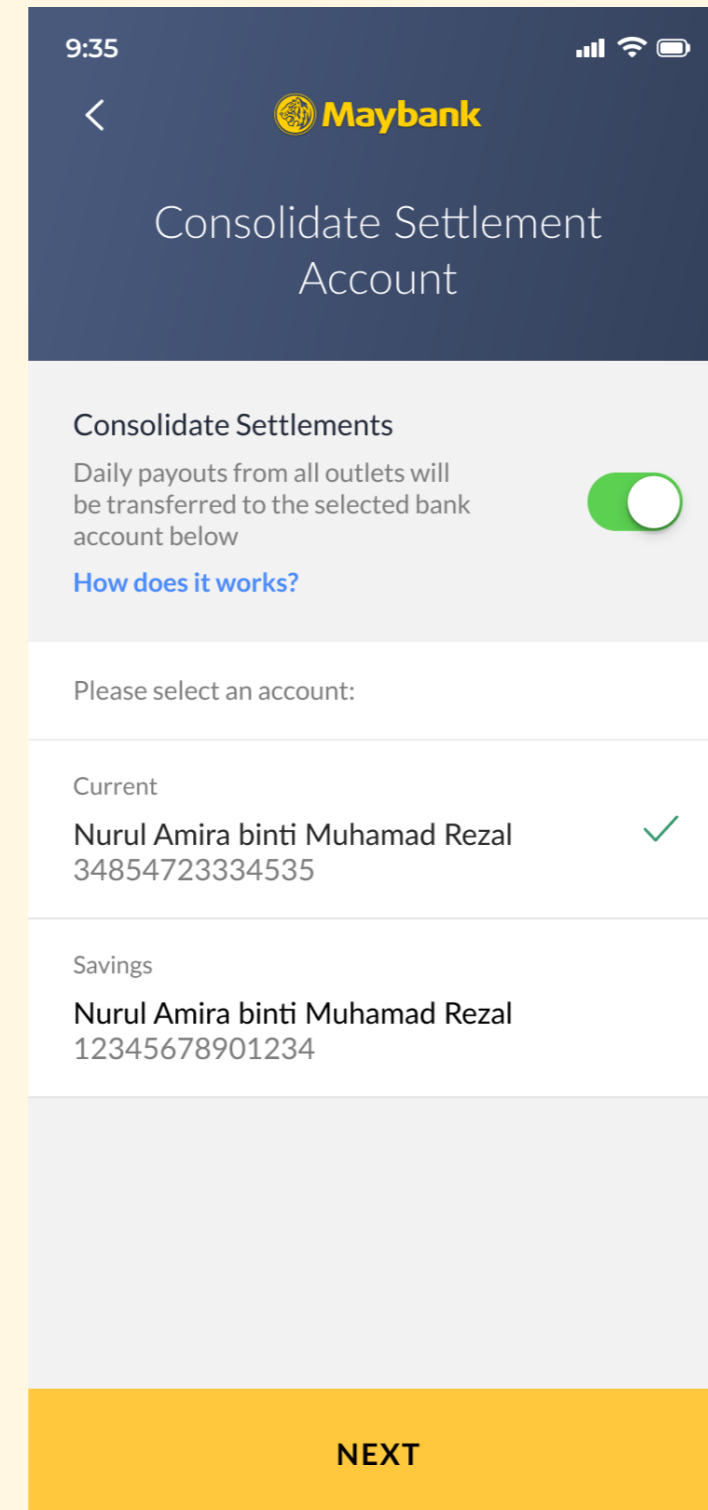 9:35
Maybank
Consolidate Settlement
Account
Consolidate Settlements
Daily payouts from all outlets will
be transferred to the selected bank
account below
How does it works?
Please select an account:
Current
Nurul Amira binti Muhamad Rezal
34854723334535
Savings
Nurul Amira binti Muhamad Rezal
12345678901234
NEXT